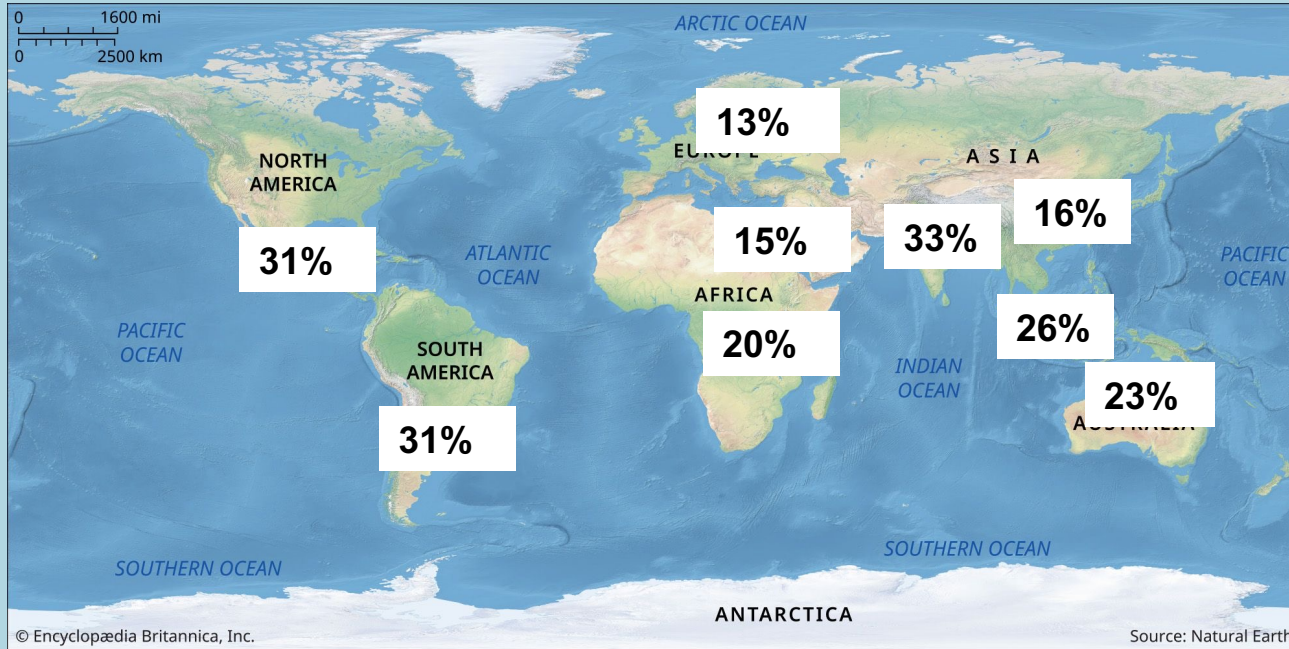 0 1600 mi
0 2500 km
ARCTIC OCEAN
13%
EUROPE
ASIA
NORTH
AMERICA
16%
15%
33%
31%
ATLANTIC
OCEAN
PACIFIC
OCEAN
AFRICA
26%
PACIFIC
OCEAN
20%
SOUTH
AMERICA
INDIAN
OCEAN
23%
AUSTRALIA
31%
SOUTHERN OCEAN
SOUTHERN OCEAN
ANTARCTICA
© Encyclopædia Britannica, Inc.
Source: Natural Earth